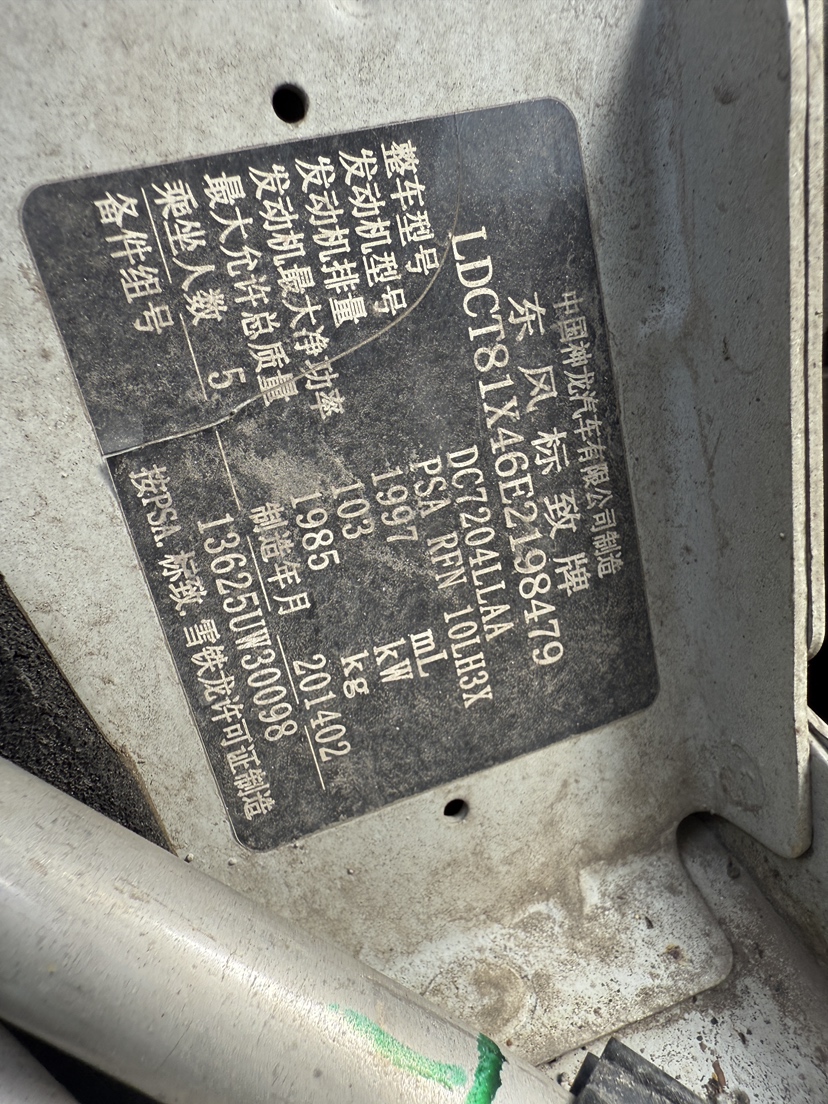 中国神龙汽车有限公司制造
东风标致牌
LDCT81X46E2198479
整车型号 DC7204LLAA
发动机型号 PSA RFN 10LH3X
发动机排量 1997 mL
发动机最大净功率 103 kW
最大允许总质量 1985 kg
乘坐人数 5 制造年月 201402
备件组号 13625UW30098
按PSA.标致 雪铁龙许可证制造